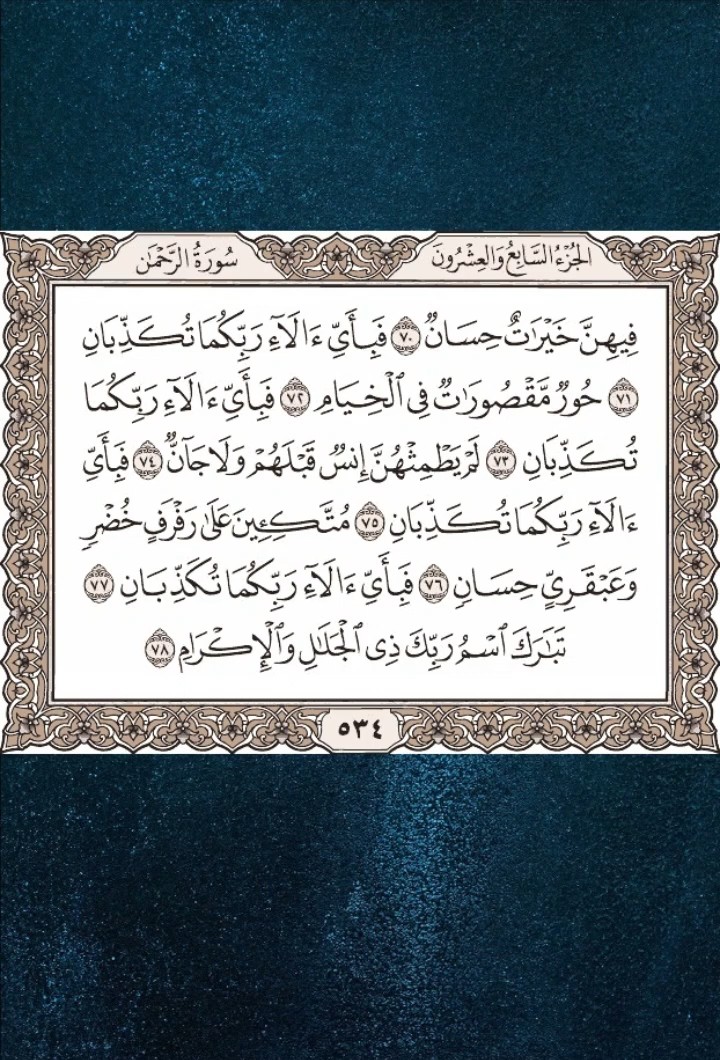 الجُزْءُ السَّابِعُ وَالعِشْرُونَ
سُورَةُ الرَّحْمَٰن
فِيهِنَّ خَيْرَٰتٌ حِسَانٌ ٧٠ فَبِأَيِّ ءَالَآءِ رَبِّكُمَا تُكَذِّبَانِ
٧١ حُورٌ مَّقْصُورَٰتٌ فِى ٱلْخِيَامِ ٧٢ فَبِأَيِّ ءَالَآءِ رَبِّكُمَا
تُكَذِّبَانِ ٧٣ لَمْ يَطْمِثْهُنَّ إِنسٌ قَبْلَهُمْ وَلَا جَآنٌّ ٧٤ فَبِأَيِّ
ءَالَآءِ رَبِّكُمَا تُكَذِّبَانِ ٧٥ مُتَّكِـِٔينَ عَلَىٰ رَفْرَفٍ خُضْرٍ
وَعَبْقَرِيٍّ حِسَانٍ ٧٦ فَبِأَيِّ ءَالَآءِ رَبِّكُمَا تُكَذِّبَانِ ٧٧
تَبَٰرَكَ ٱسْمُ رَبِّكَ ذِى ٱلْجَلَٰلِ وَٱلْإِكْرَامِ ٧٨
٥٣٤